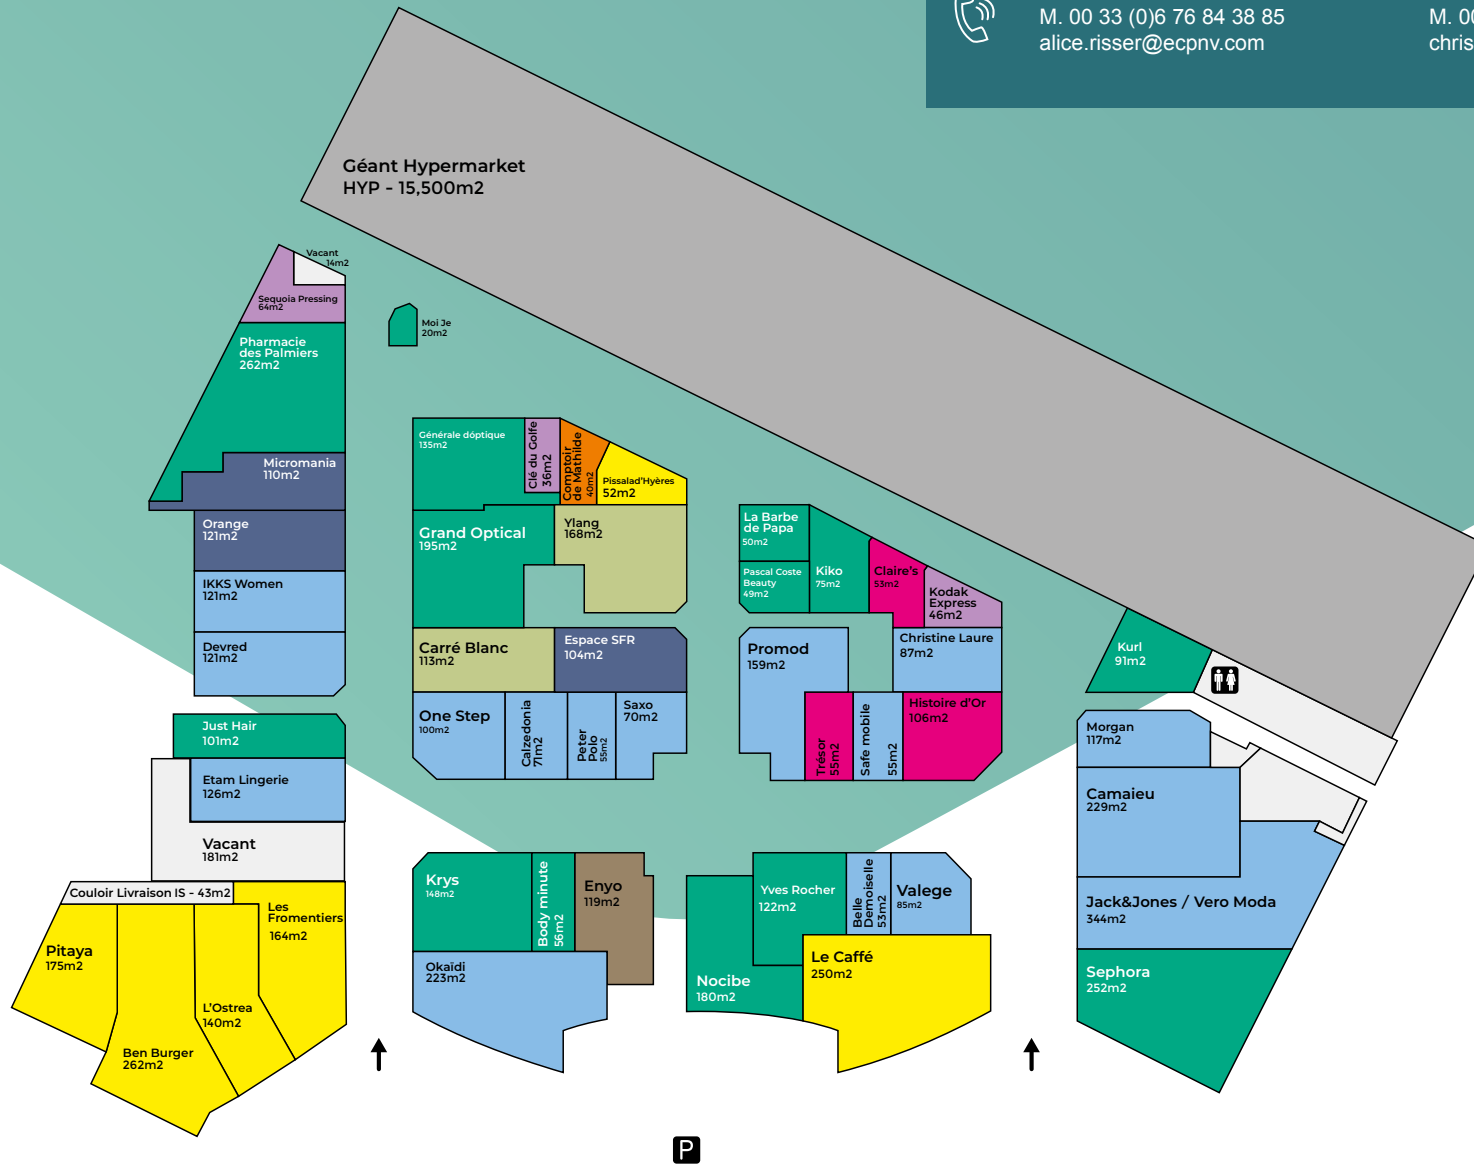 M. 00 33 (0)6 76 84 38 85
alice.risser@ecpnv.com
M. 00
chris
Géant Hypermarket
HYP - 15,500m2
Vacant
14m2
Sequoia Pressing
64m2
Moi Je
20m2
Pharmacie
des Palmiers
262m2
Micromania
110m2
Orange
121m2
IKKS Women
121m2
Devred
121m2
Générale dóptique
135m2
Clé du Golfe
36m2
Comptoir
de Mathilde
40m2
Pissalad'Hyères
52m2
Grand Optical
195m2
Ylang
168m2
Carré Blanc
113m2
Espace SFR
104m2
One Step
100m2
Calzedonia
71m2
Peter
Polo
55m2
Saxo
70m2
La Barbe
de Papa
50m2
Pascal Coste
Beauty
49m2
Kiko
75m2
Claire's
53m2
Kodak
Express
46m2
Promod
159m2
Christine Laure
87m2
Trésor
55m2
Safe mobile
55m2
Histoire d'Or
106m2
Kurl
91m2
Just Hair
101m2
Etam Lingerie
126m2
Vacant
181m2
Couloir Livraison IS - 43m2
Les
Fromentiers
164m2
Pitaya
175m2
L'Ostrea
140m2
Ben Burger
262m2
Krys
148m2
Body minute
56m2
Enyo
119m2
Okaïdi
223m2
Yves Rocher
122m2
Belle
Demoiselle
53m2
Valege
85m2
Nocibe
180m2
Le Caffé
250m2
Morgan
117m2
Camaieu
229m2
Jack&Jones / Vero Moda
344m2
Sephora
252m2
P